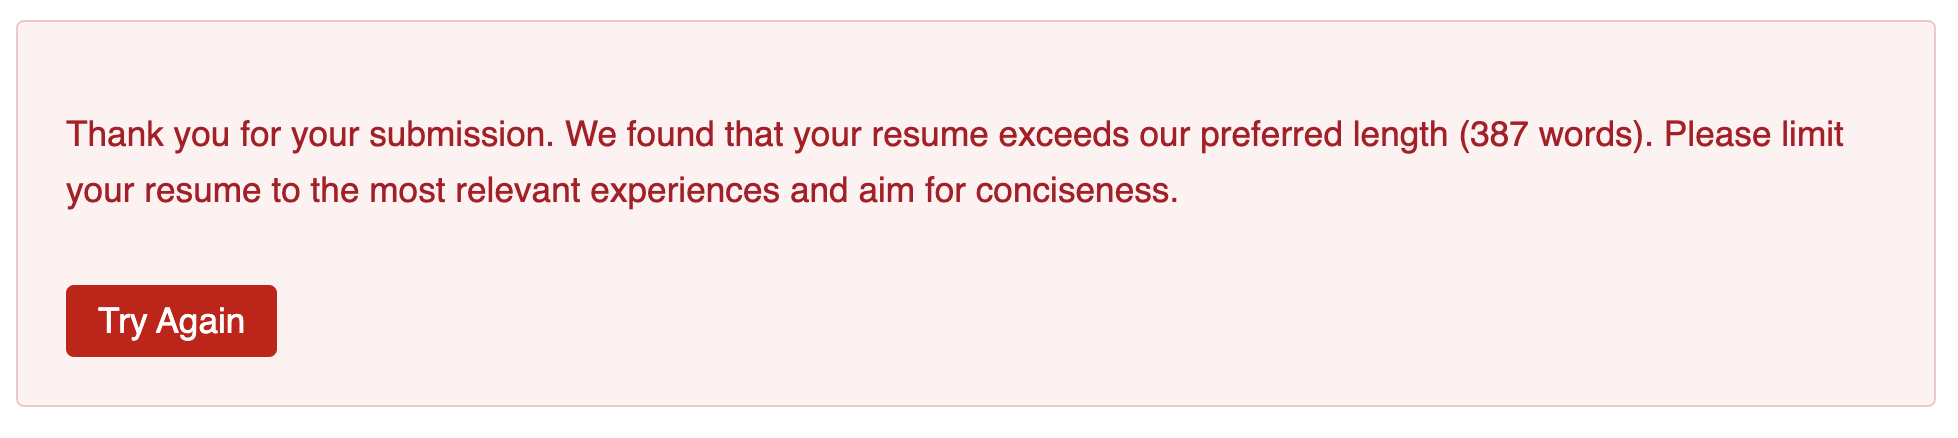 Thank you for your submission. We found that your resume exceeds our preferred length (387 words). Please limit
your resume to the most relevant experiences and aim for conciseness.
Try Again